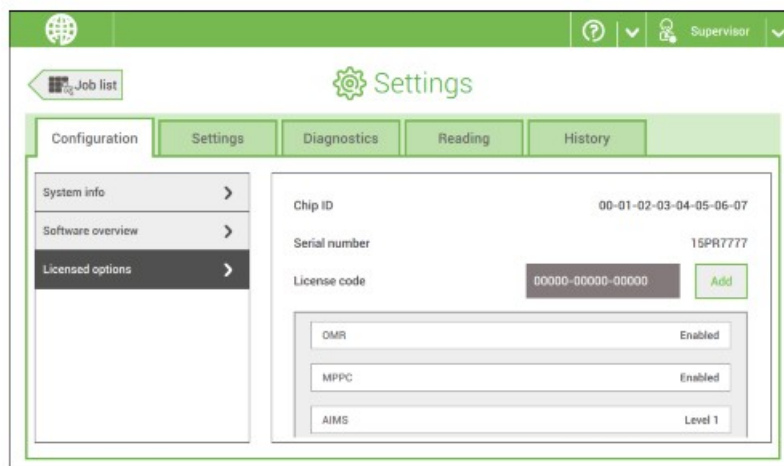 Supervisor
Job list
Settings
Configuration Settings Diagnostics Reading History
System info
Software overview
Licensed options
Chip ID 00-01-02-03-04-05-06-07
Serial number 15PR7777
License code 00000-00000-00000 Add
OMR Enabled
MPPC Enabled
AIMS Level 1